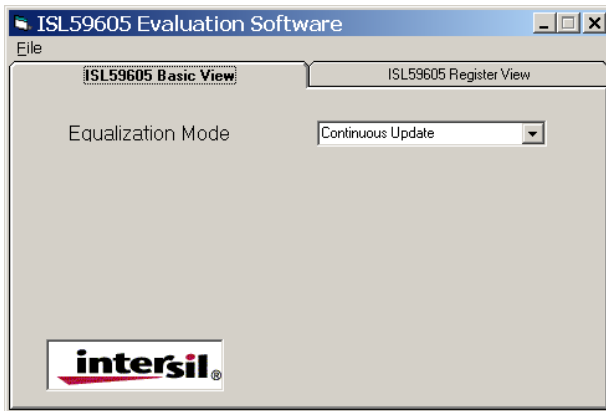 ISL59605 Evaluation Software
File
ISL59605 Basic View
ISL59605 Register View
Equalization Mode
Continuous Update
intersil®